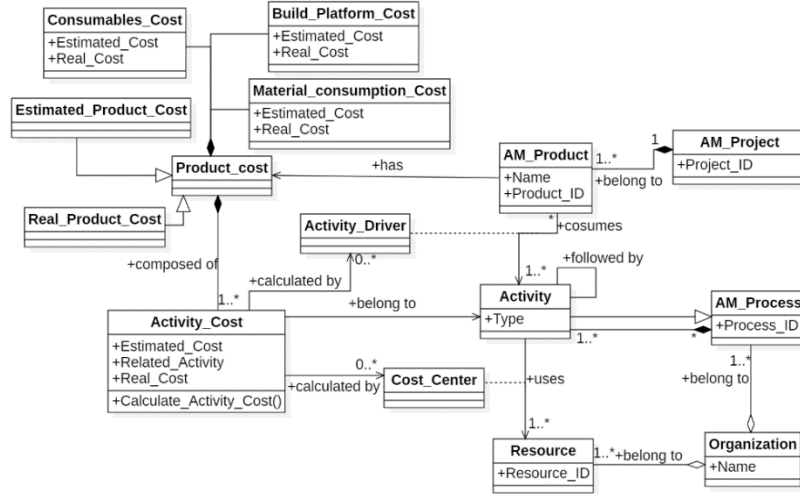 Consumables_Cost
+Estimated_Cost
+Real_Cost
Build_Platform_Cost
+Estimated_Cost
+Real_Cost
Material_consumption_Cost
+Estimated_Cost
+Real_Cost
Estimated_Product_Cost
Product_cost
+has
AM_Product
+Name
+Product_ID
1..*
+belong to
1
AM_Project
+Project_ID
Real_Product_Cost
Activity_Driver
*
+cosumes
+composed of
1..*
+calculated by
0..*
+belong to
1..*
+followed by
Activity
+Type
AM_Process
+Process_ID
1..*
*
Activity_Cost
+Estimated_Cost
+Related_Activity
+Real_Cost
+Calculate_Activity_Cost()
0..*
+calculated by
Cost_Center
+uses
1..*
1..*
+belong to
Resource
+Resource_ID
1..*
+belong to
Organization
+Name